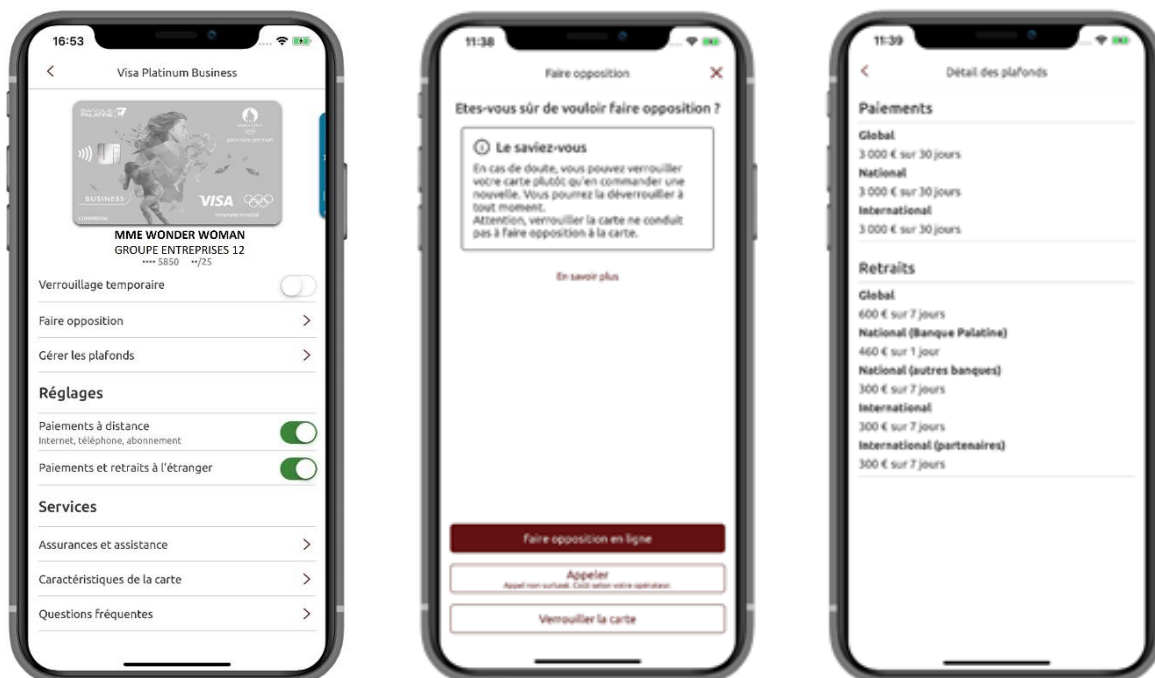 16:53
Visa Platinum Business
BANQUE
PALATINE
BUSINESS
VISA
MME WONDER WOMAN
GROUPE ENTREPRISES 12
•••• 5850 ••/25
Verrouillage temporaire
Faire opposition
Gérer les plafonds
Réglages
Paiements à distance
Internet, téléphone, abonnement
Paiements et retraits à l'étranger
Services
Assurances et assistance
Caractéristiques de la carte
Questions fréquentes
11:38
Faire opposition
Etes-vous sûr de vouloir faire opposition ?
Le saviez-vous
En cas de doute, vous pouvez verrouiller
votre carte plutôt qu'en commander une
nouvelle. Vous pourrez la déverrouiller à
tout moment.
Attention, verrouiller la carte ne conduit
pas à faire opposition à la carte.
En savoir plus
Faire opposition en ligne
Appeler
Appel non surtaxé. Coût selon votre opérateur.
Verrouiller la carte
11:39
Détail des plafonds
Paiements
Global
3 000 € sur 30 jours
National
3 000 € sur 30 jours
International
3 000 € sur 30 jours
Retraits
Global
600 € sur 7 jours
National (Banque Palatine)
460 € sur 1 jour
National (autres banques)
300 € sur 7 jours
International
300 € sur 7 jours
International (partenaires)
300 € sur 7 jours